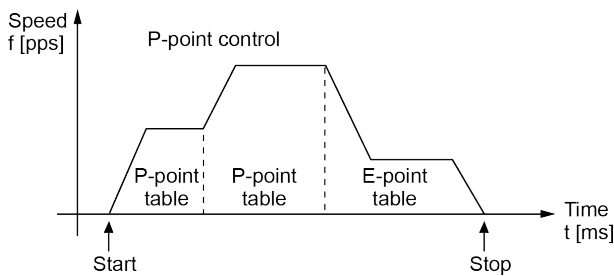 Speed
f [pps]
P-point control
P-point
table
P-point
table
E-point
table
Time
t [ms]
Start
Stop